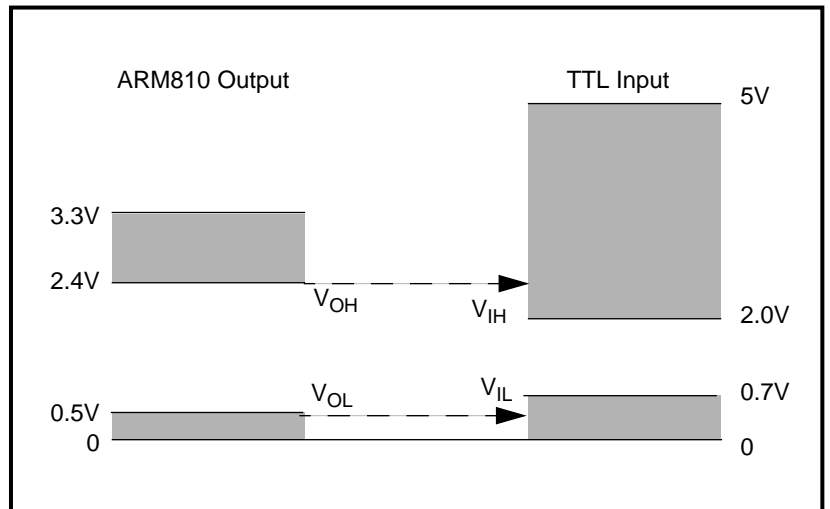 ARM810 Output
TTL Input
5V
3.3V
2.4V
VOH
VIH
2.0V
VOL
VIL
0.7V
0.5V
0
0